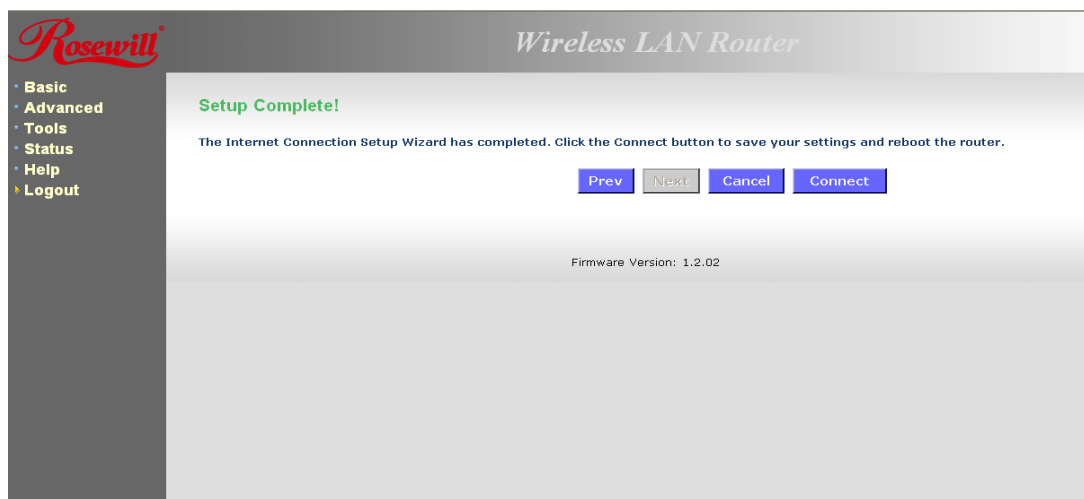 Rosewill
Wireless LAN Router
Basic
Advanced
Tools
Status
Help
Logout
Setup Complete!
The Internet Connection Setup Wizard has completed. Click the Connect button to save your settings and reboot the router.
Prev Next Cancel Connect
Firmware Version: 1.2.02